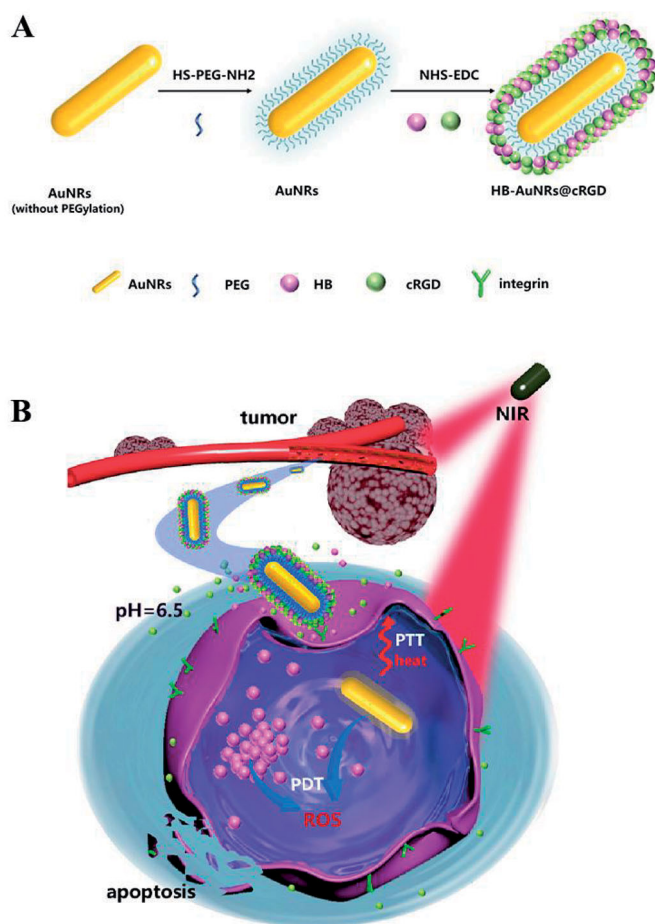 A
HS-PEG-NH2
NHS-EDC
AuNRs
(without PEGylation)
AuNRs
HB-AuNRs@cRGD
AuNRs
PEG
HB
cRGD
integrin
B
tumor
NIR
pH=6.5
PTT
heat
PDT
ROS
apoptosis